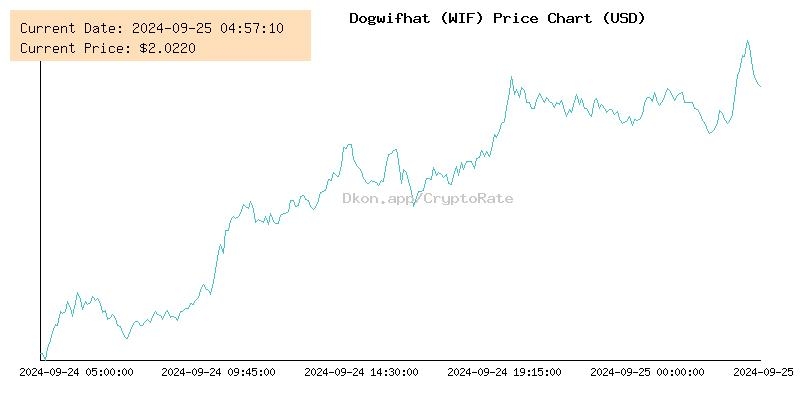 Dogwifhat (WIF) Price Chart (USD)
Current Date: 2024-09-25 04:57:10
Current Price: $2.0220
Dkon.app/CryptoRate
2024-09-24 05:00:00
2024-09-24 09:45:00
2024-09-24 14:30:00
2024-09-24 19:15:00
2024-09-25 00:00:00
2024-09-25